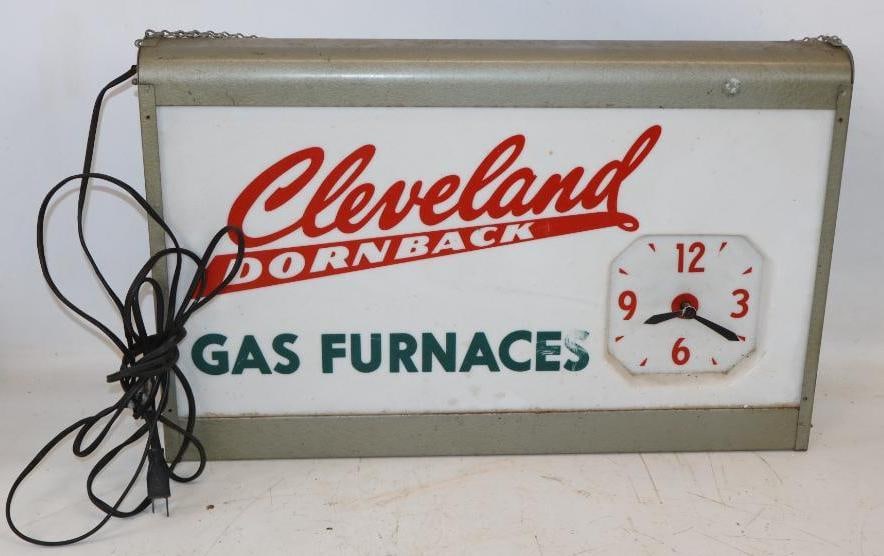 Cleveland
DORNBACK
GAS FURNACES
12
9 3
6